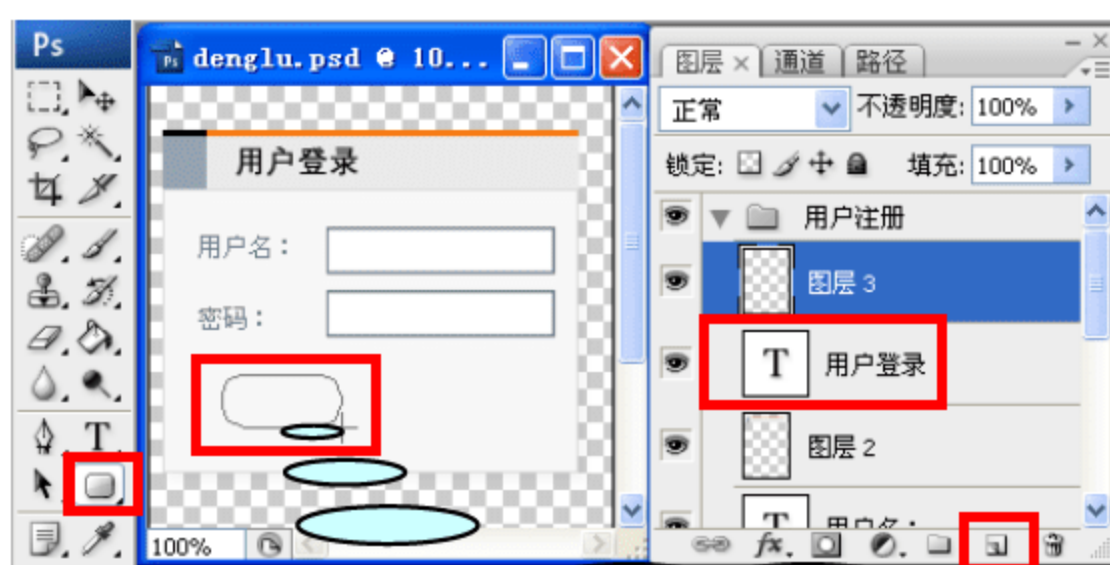 Ps
denglu.psd @ 10...
用户登录
用户名：
密码：
100%
图层 × 通道 路径
正常 不透明度: 100%
锁定: 填充: 100%
用户注册
图层 3
T 用户登录
图层 2
T 用户名：
fx.